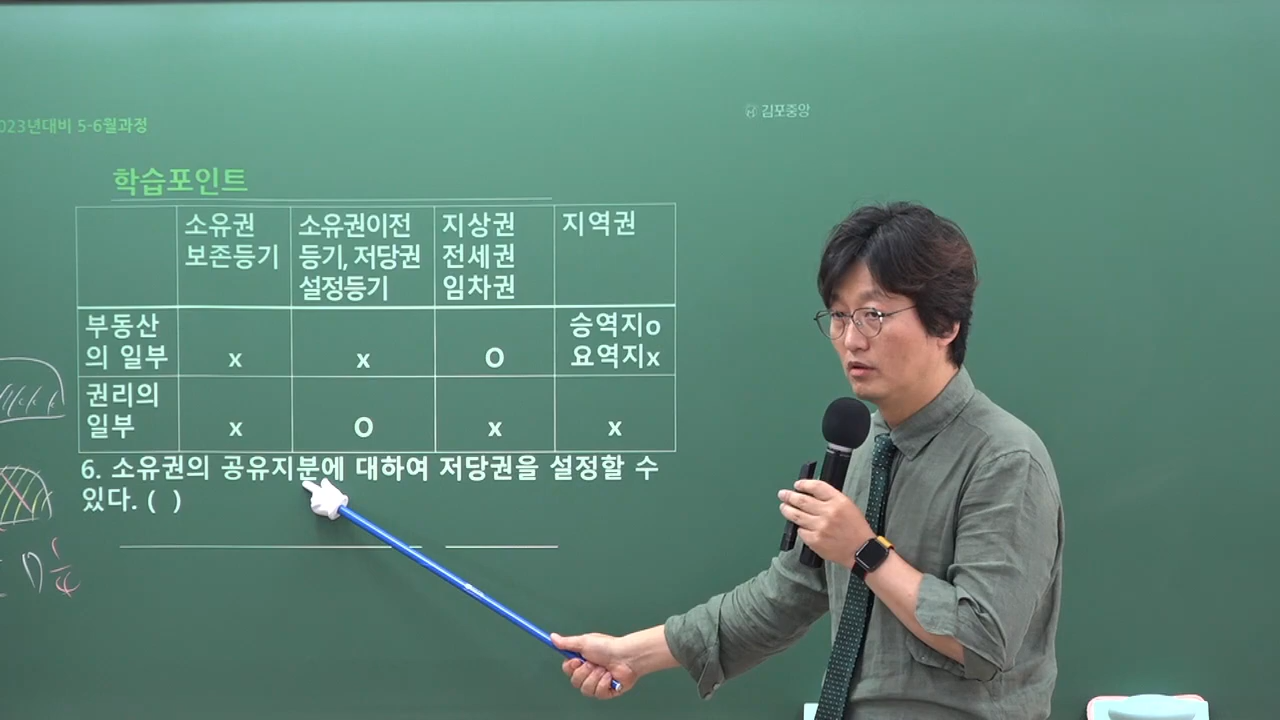 023년대비 5-6월과정
김포중앙
학습포인트
소유권 보존등기
소유권이전 등기, 저당권 설정등기
지상권 전세권 임차권
지역권
부동산의 일부 x x O 승역지o 요역지x
권리의 일부 x O x x
6. 소유권의 공유지분에 대하여 저당권을 설정할 수
있다. ( )